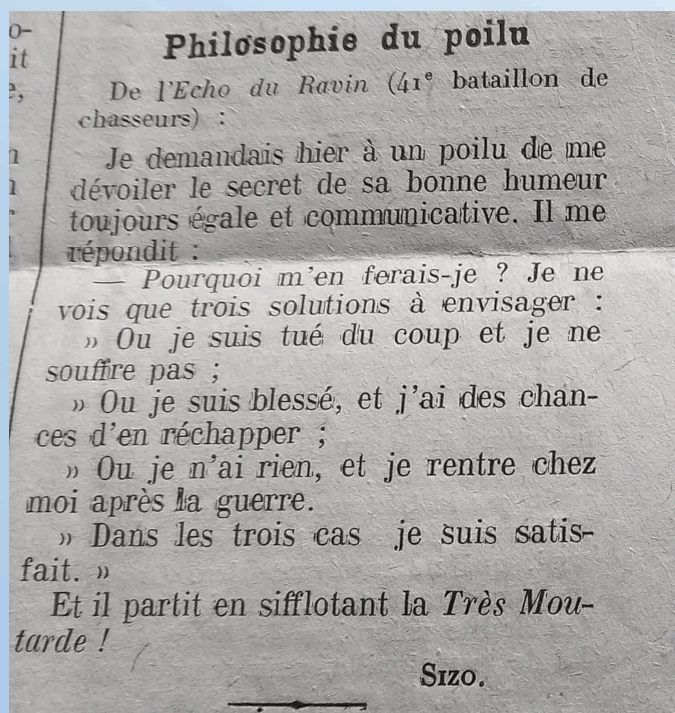 o-
it
e,
Philosophie du poilu
De l'Echo du Ravin (41e bataillon de
chasseurs) :
Je demandais hier à un poilu de me
dévoiler le secret de sa bonne humeur
toujours égale et communicative. Il me
répondit :
— Pourquoi m'en ferais-je ? Je ne
vois que trois solutions à envisager :
» Ou je suis tué du coup et je ne
souffre pas ;
» Ou je suis blessé, et j'ai des chan-
ces d'en réchapper ;
» Ou je n'ai rien, et je rentre chez
moi après la guerre.
» Dans les trois cas je suis satis-
fait. »
Et il partit en sifflotant la Très Mou-
tarde !
Sizo.